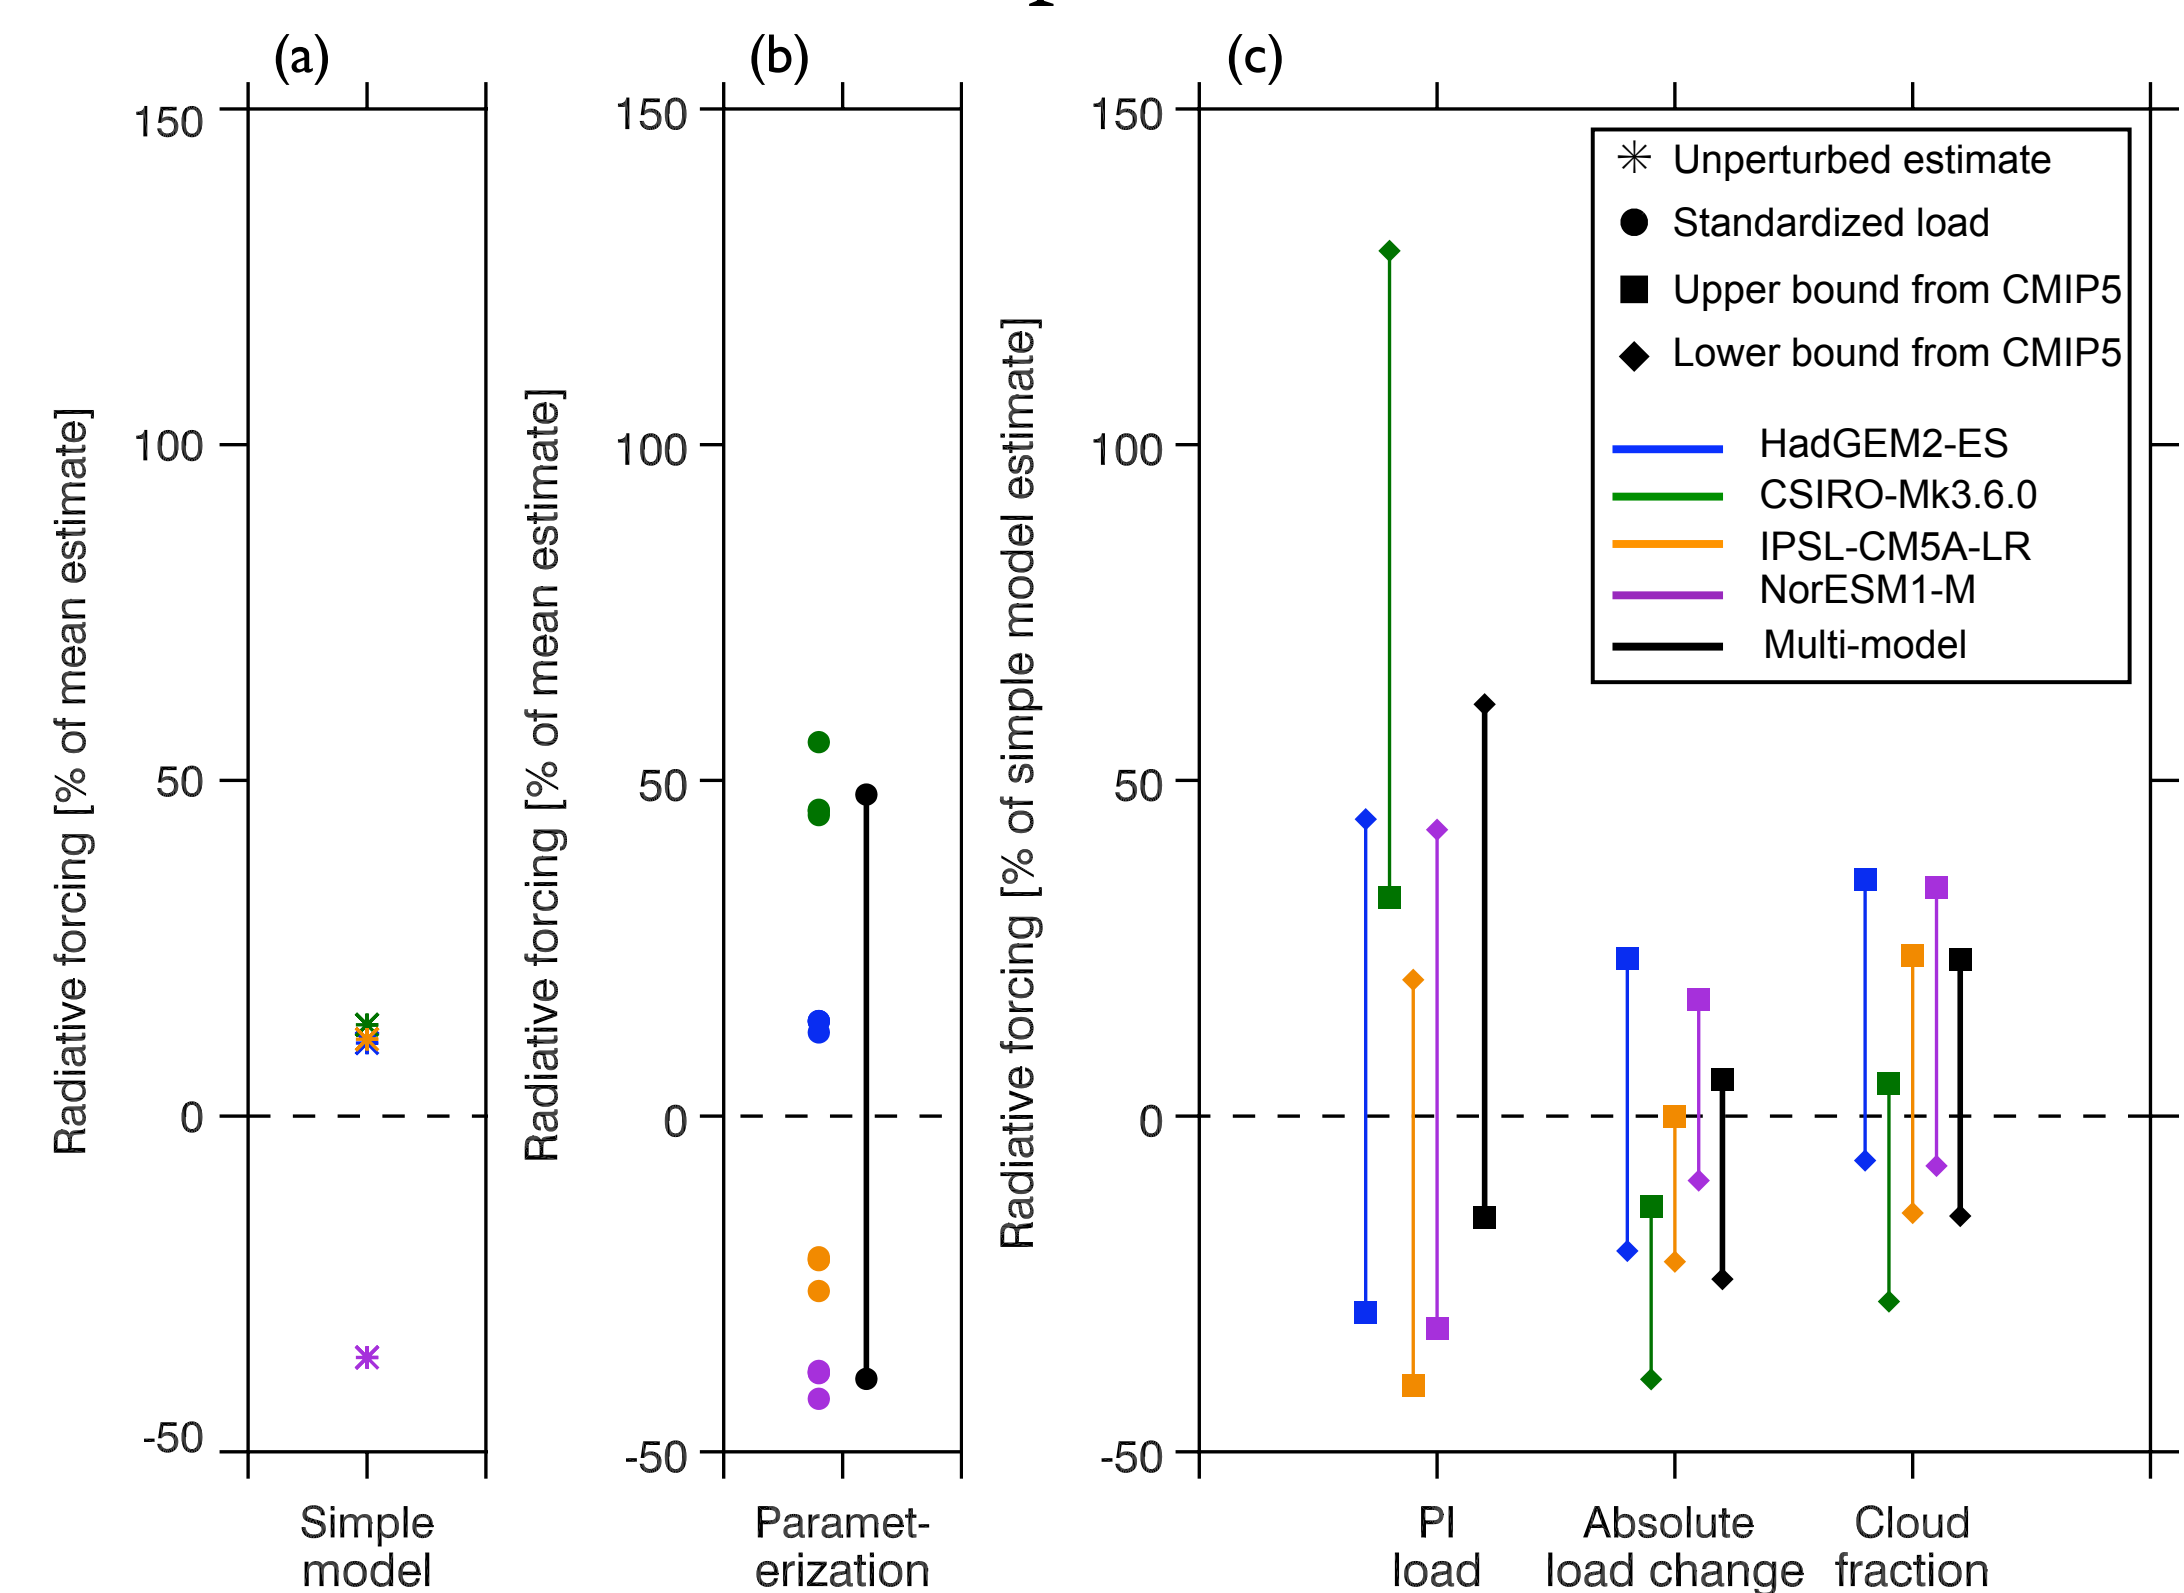 (a)
(b)
(c)
150
100
50
0
-50
Radiative forcing [% of mean estimate]
Simple
model
150
100
50
0
-50
Radiative forcing [% of mean estimate]
Paramet-
erization
150
100
50
0
-50
Radiative forcing [% of simple model estimate]
Unperturbed estimate
Standardized load
Upper bound from CMIP5
Lower bound from CMIP5
HadGEM2-ES
CSIRO-Mk3.6.0
IPSL-CM5A-LR
NorESM1-M
Multi-model
PI
load
Absolute
load change
Cloud
fraction